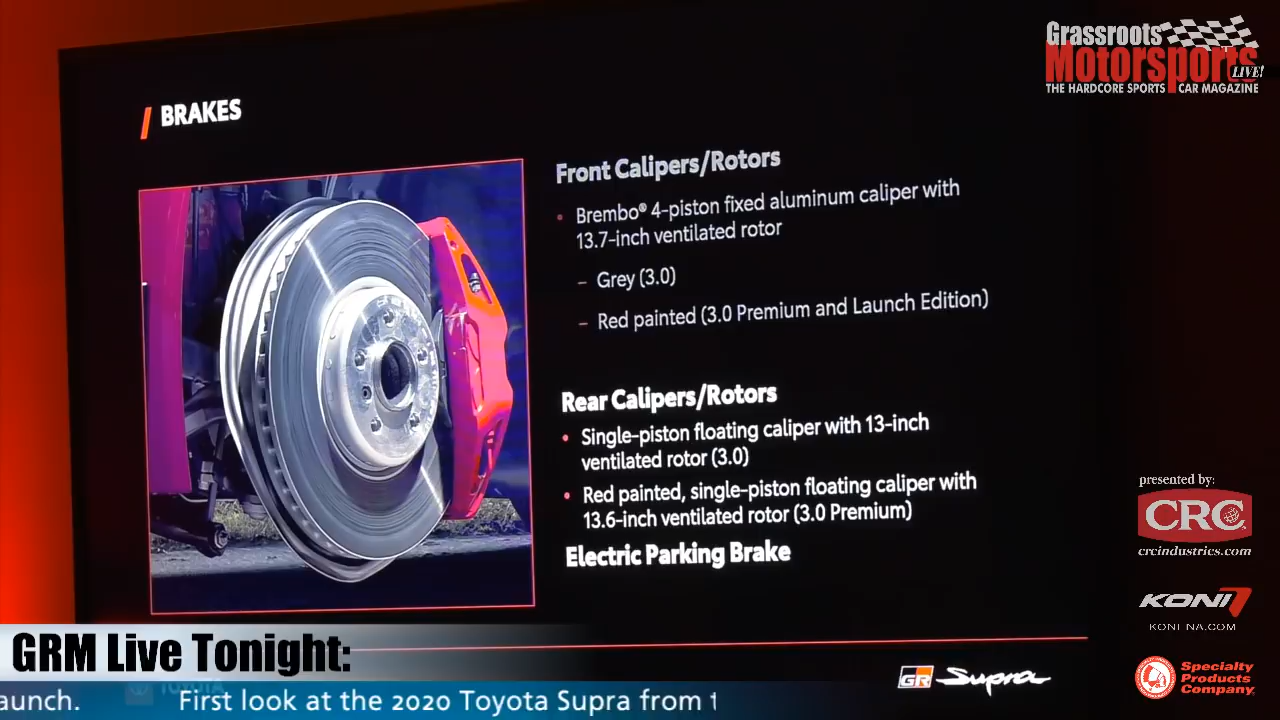 Grassroots
Motorsports
LIVE!
THE HARDCORE SPORTS CAR MAGAZINE
/ BRAKES
Front Calipers/Rotors
• Brembo® 4-piston fixed aluminum caliper with
13.7-inch ventilated rotor
– Grey (3.0)
– Red painted (3.0 Premium and Launch Edition)
Rear Calipers/Rotors
• Single-piston floating caliper with 13-inch
ventilated rotor (3.0)
• Red painted, single-piston floating caliper with
13.6-inch ventilated rotor (3.0 Premium)
Electric Parking Brake
presented by:
CRC
crcindustries.com
KONI
KONI-NA.COM
Specialty
Products
Company
GR Supra
GRM Live Tonight:
TOYOTA
aunch. First look at the 2020 Toyota Supra from t